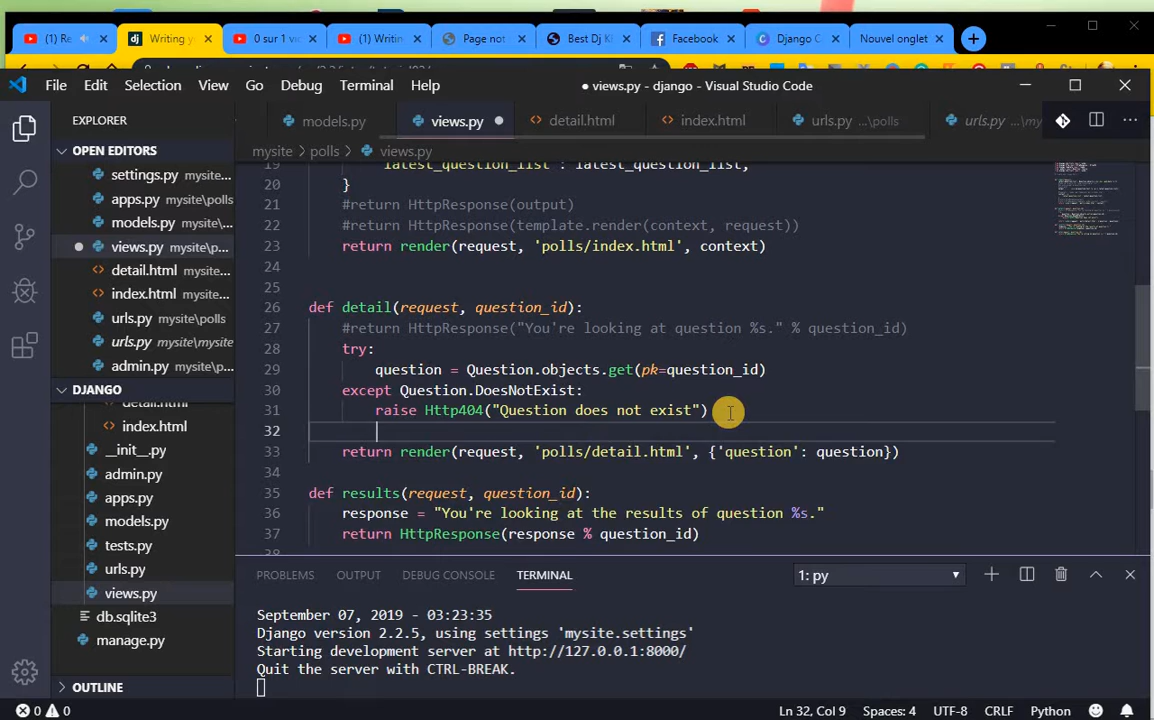 (1) Re
Writing y
0 sur 1 vi
(1) Writin
Page not
Best Dj K
Facebook
Django C
Nouvel onglet
File Edit Selection View Go Debug Terminal Help
views.py - django - Visual Studio Code
EXPLORER
models.py
views.py
detail.html
index.html
urls.py ...\polls
urls.py ...\my
OPEN EDITORS
settings.py mysite...
apps.py mysite\polls
models.py mysite...
views.py mysite\p...
detail.html mysite...
index.html mysite...
urls.py mysite\polls
urls.py mysite\mysite
admin.py mysite...
DJANGO
detail.html
index.html
__init__.py
admin.py
apps.py
models.py
tests.py
urls.py
views.py
db.sqlite3
manage.py
OUTLINE
mysite polls views.py
19 'latest_question_list': latest_question_list,
20 }
21 #return HttpResponse(output)
22 #return HttpResponse(template.render(context, request))
23 return render(request, 'polls/index.html', context)
24
25
26 def detail(request, question_id):
27 #return HttpResponse("You're looking at question %s." % question_id)
28 try:
29 question = Question.objects.get(pk=question_id)
30 except Question.DoesNotExist:
31 raise Http404("Question does not exist")
32
33 return render(request, 'polls/detail.html', {'question': question})
34
35 def results(request, question_id):
36 response = "You're looking at the results of question %s."
37 return HttpResponse(response % question_id)
38
PROBLEMS OUTPUT DEBUG CONSOLE TERMINAL 1: py
September 07, 2019 - 03:23:35
Django version 2.2.5, using settings 'mysite.settings'
Starting development server at http://127.0.0.1:8000/
Quit the server with CTRL-BREAK.
0 0 Ln 32, Col 9 Spaces: 4 UTF-8 CRLF Python